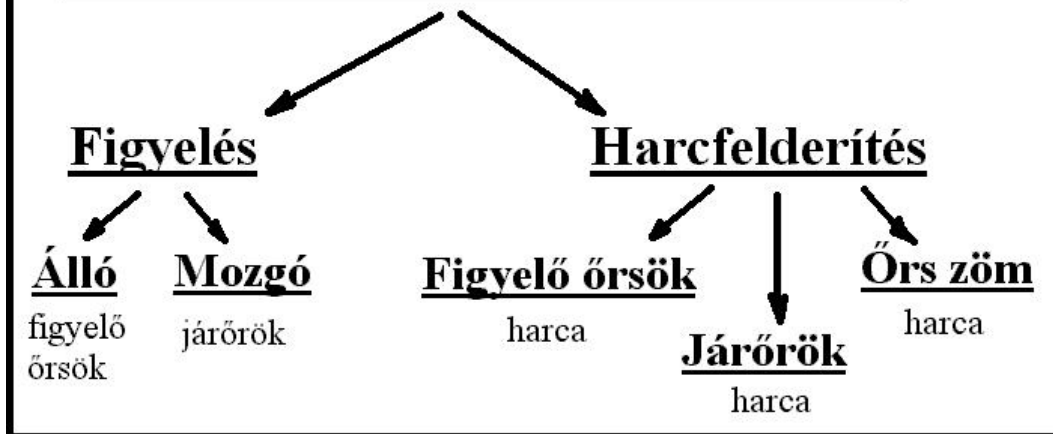 Figyelés
Harcfelderítés
Álló
figyelő
őrsök
Mozgó
járőrök
Figyelő őrsök
harca
Járőrök
harca
Őrs zöm
harca